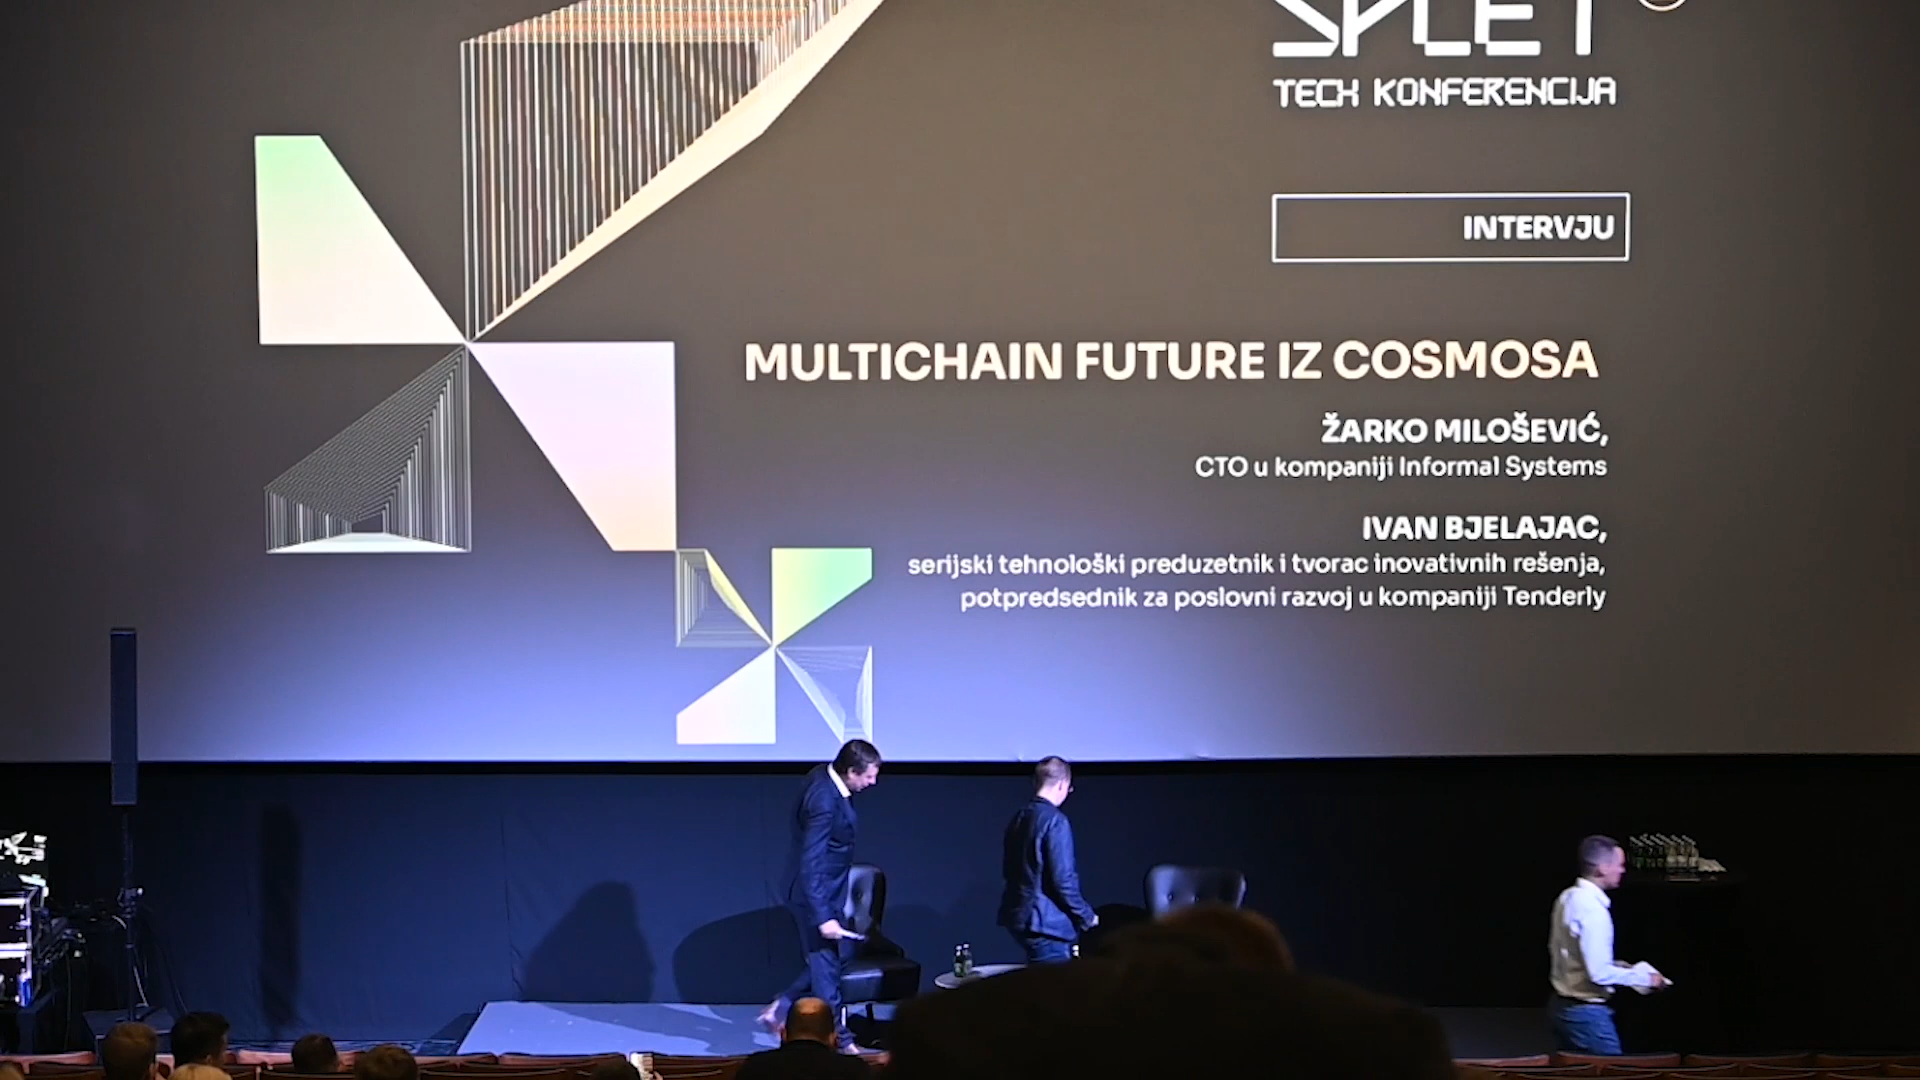 SPLET
TECH KONFERENCIJA
INTERVJU
MULTICHAIN FUTURE IZ COSMOSA
ŽARKO MILOŠEVIĆ,
CTO u kompaniji Informal Systems
IVAN BJELAJAC,
serijski tehnološki preduzetnik i tvorac inovativnih rešenja,
potpredsednik za poslovni razvoj u kompaniji Tenderly